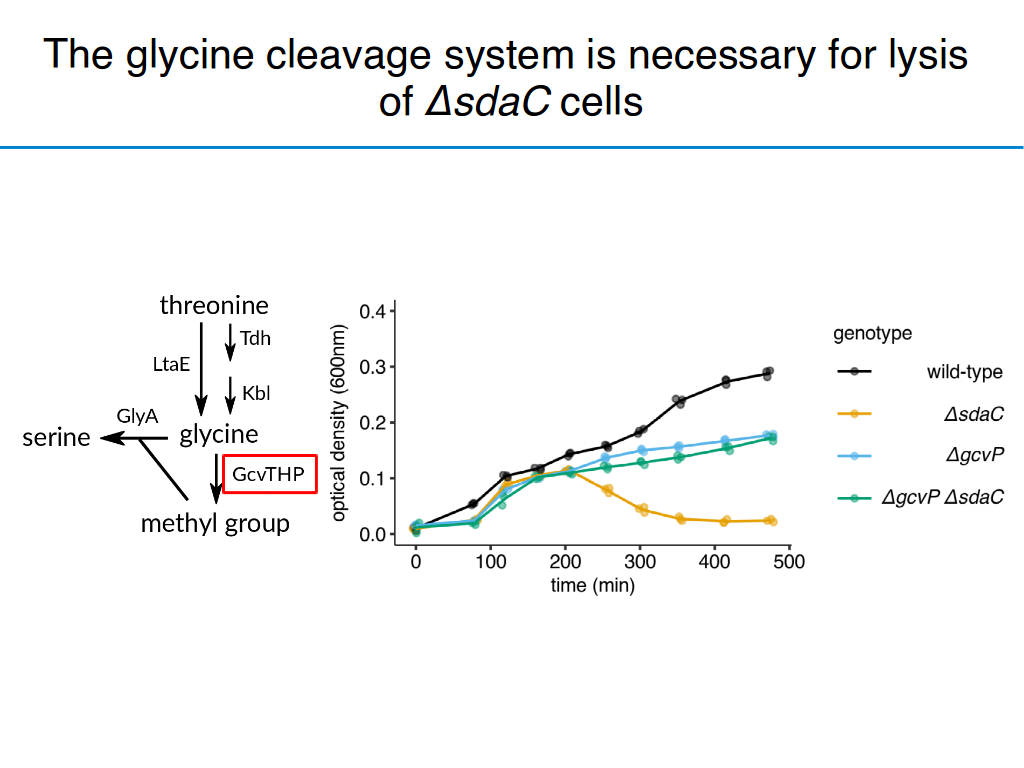 The glycine cleavage system is necessary for lysis
of ΔsdaC cells
threonine
Tdh
LtaE
Kbl
GlyA
serine
glycine
GcvTHP
methyl group
optical density (600nm)
0.4
0.3
0.2
0.1
0.0
0 100 200 300 400 500
time (min)
genotype
wild-type
ΔsdaC
ΔgcvP
ΔgcvP ΔsdaC